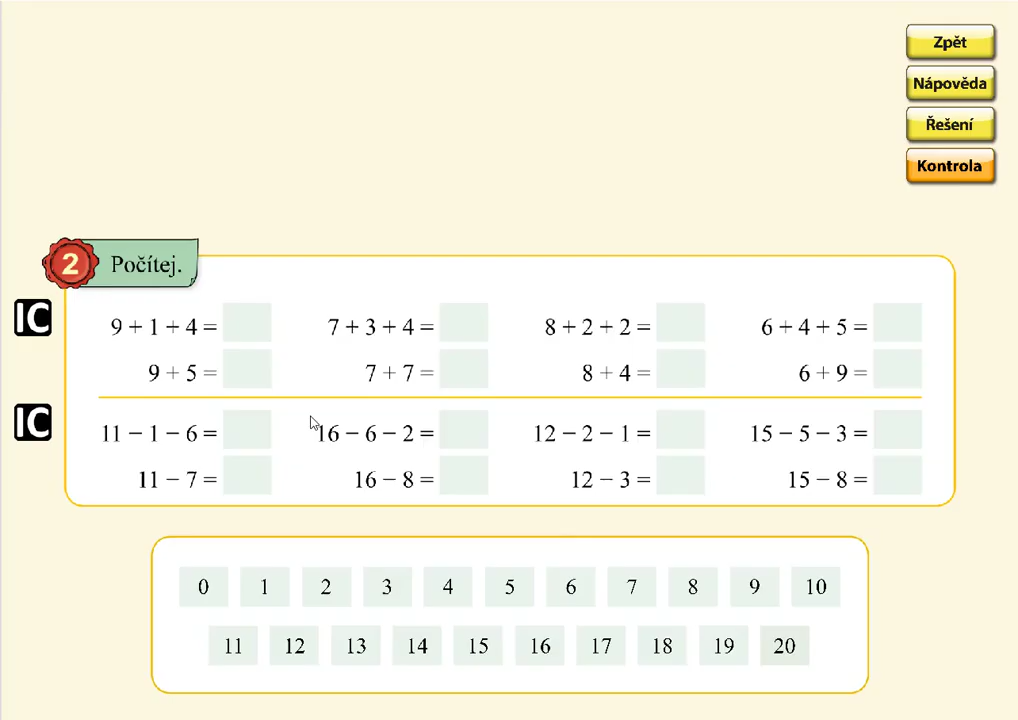 Zpět
Nápověda
Řešení
Kontrola
2 Počítej.
IC
9 + 1 + 4 = 7 + 3 + 4 = 8 + 2 + 2 = 6 + 4 + 5 =
9 + 5 = 7 + 7 = 8 + 4 = 6 + 9 =
IC
11 − 1 − 6 = 16 − 6 − 2 = 12 − 2 − 1 = 15 − 5 − 3 =
11 − 7 = 16 − 8 = 12 − 3 = 15 − 8 =
0 1 2 3 4 5 6 7 8 9 10
11 12 13 14 15 16 17 18 19 20